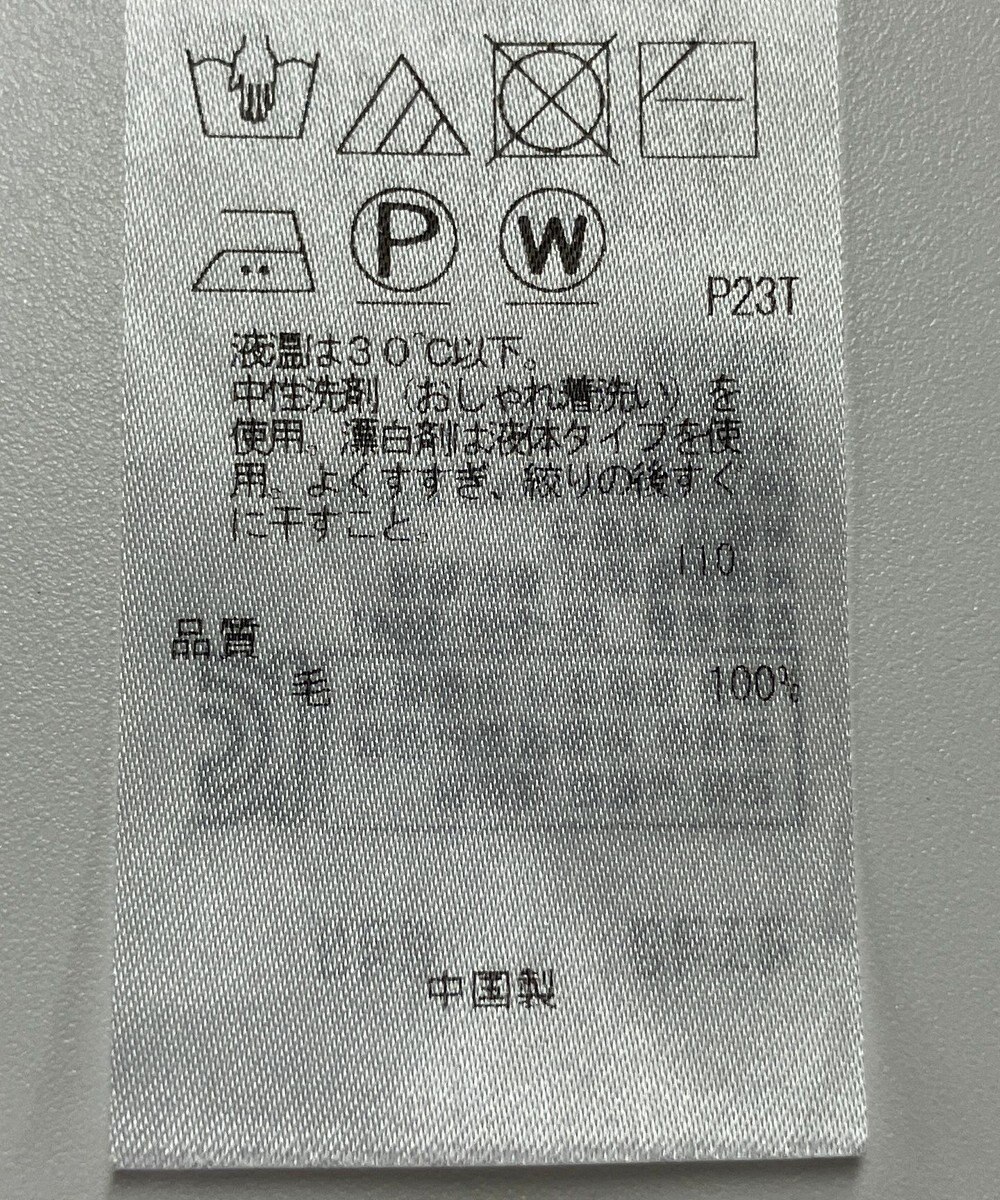 P
W
P23T
液温は30℃以下。
中性洗剤（おしゃれ着洗い）を
使用。漂白剤は液体タイプを使
用。よくすすぎ、絞りの後すぐ
に干すこと。
110
品質
毛 100%
中国製